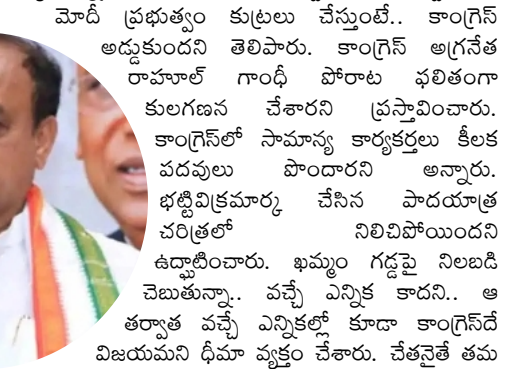 మోదీ ప్రభుత్వం కుట్రలు చేస్తుంటే.. కాంగ్రెస్
అడ్డుకుందని తెలిపారు. కాంగ్రెస్ అగ్రనేత
రాహూల్ గాంధీ పోరాట ఫలితంగా
కులగణన చేశారని ప్రస్తావించారు.
కాంగ్రెస్‌లో సామాన్య కార్యకర్తలు కీలక
పదవులు పొందారని అన్నారు.
భట్టివిక్రమార్క చేసిన పాదయాత్ర
చరిత్రలో నిలిచిపోయిందని
ఉద్ఘాటించారు. ఖమ్మం గడ్డపై నిలబడి
చెబుతున్నా.. వచ్చే ఎన్నిక కాదని.. ఆ
తర్వాత వచ్చే ఎన్నికల్లో కూడా కాంగ్రెస్‌దే
విజయమని ధీమా వ్యక్తం చేశారు. చేతనైతే తమ